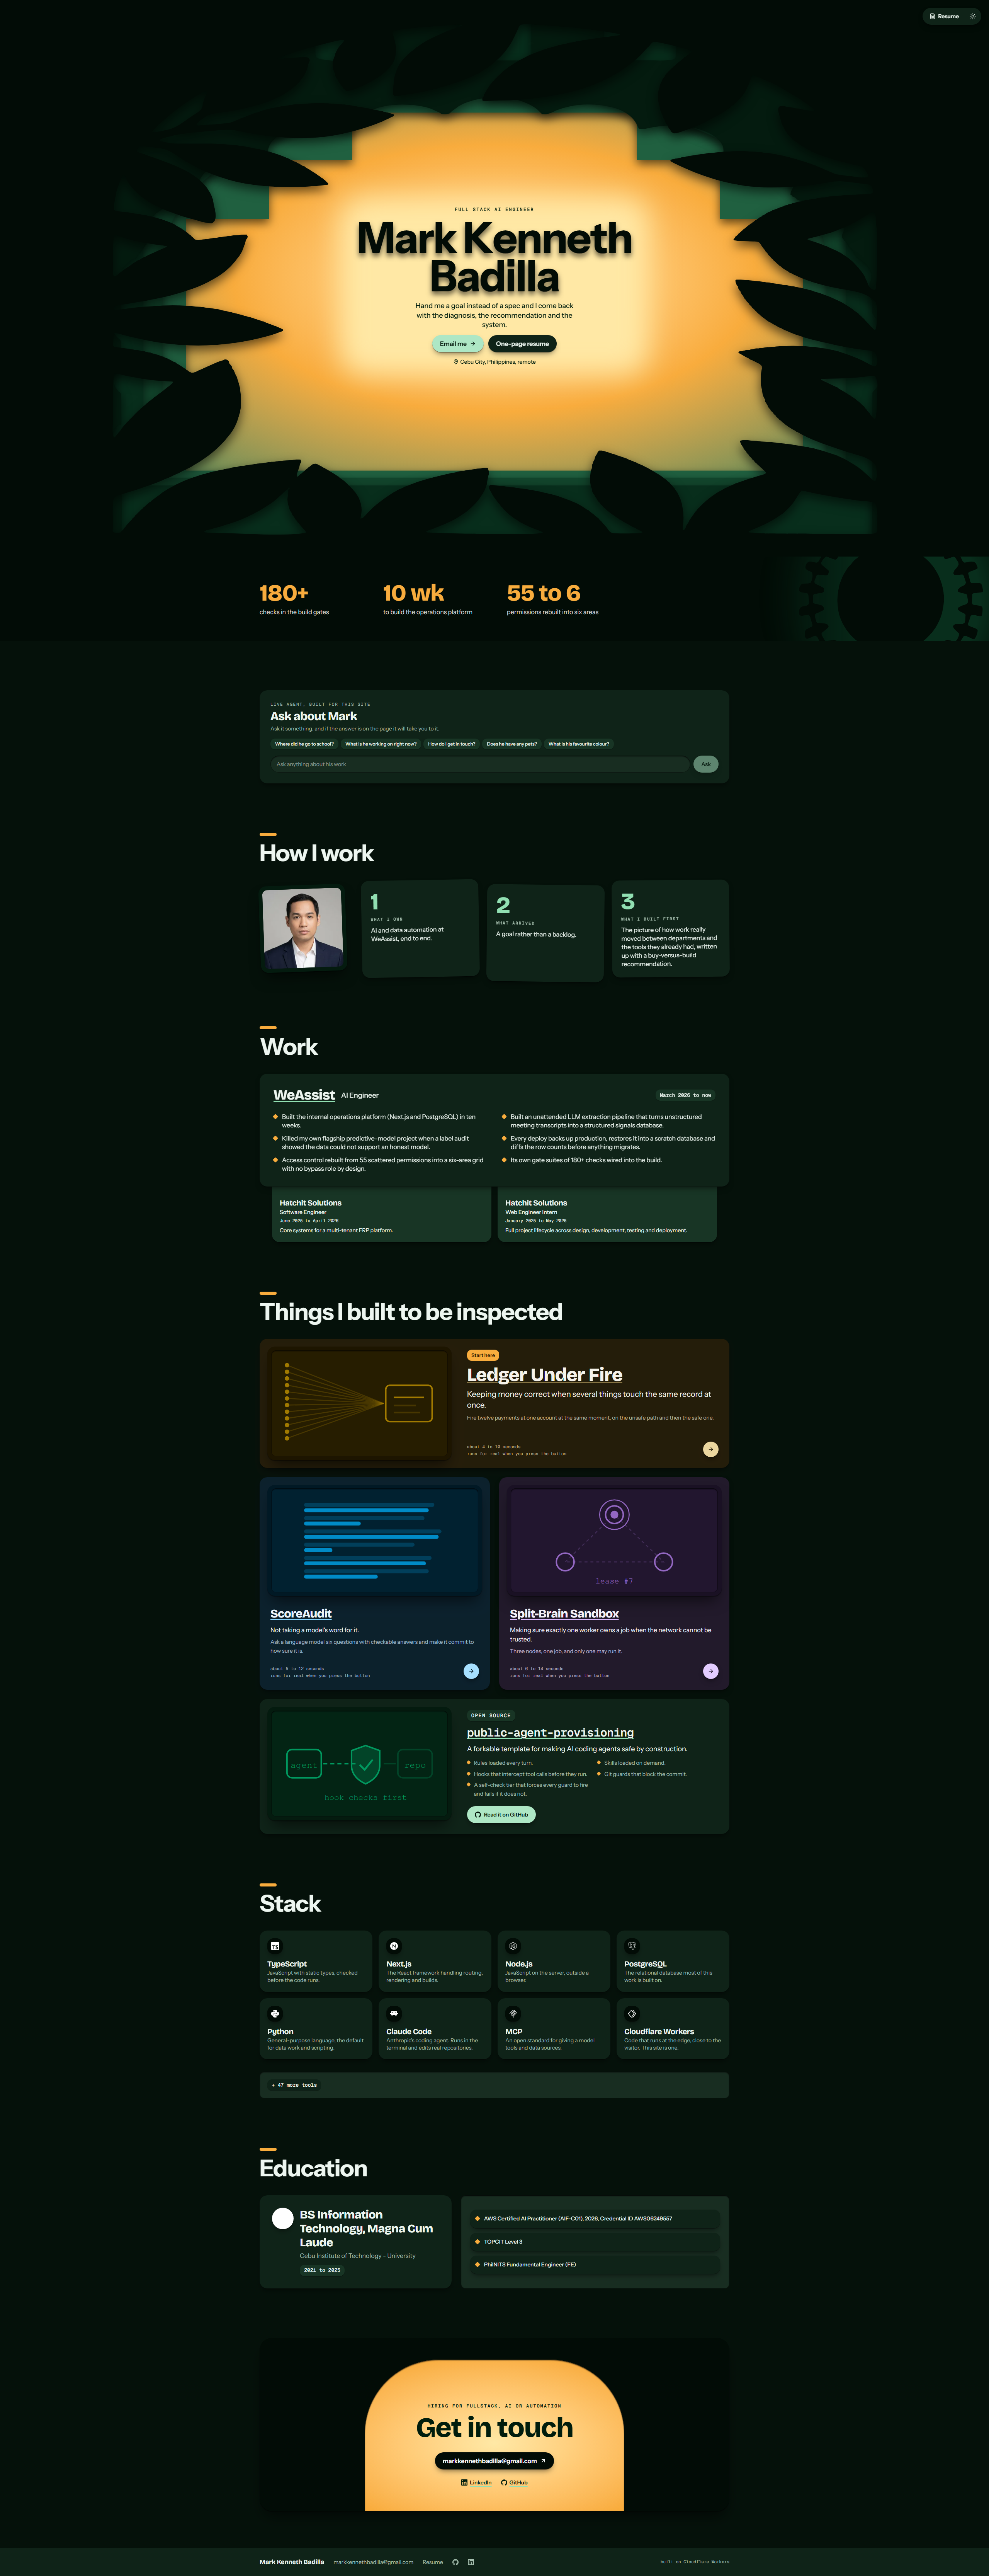 Resume
FULL STACK AI ENGINEER
Mark Kenneth
Badilla
Hand me a goal instead of a spec and I come back
with the diagnosis, the recommendation and the
system.
Email me
One-page resume
Cebu City, Philippines, remote
180+
checks in the build gates
10 wk
to build the operations platform
55 to 6
permissions rebuilt into six areas
LIVE AGENT, BUILT FOR THIS SITE
Ask about Mark
Ask it something, and if the answer is on the page it will take you to it.
Where did he go to school?
What is he working on right now?
How do I get in touch?
Does he have any pets?
What is his favourite colour?
Ask anything about his work
Ask
How I work
1
WHAT I OWN
AI and data automation at
WeAssist, end to end.
2
WHAT ARRIVED
A goal rather than a backlog.
3
WHAT I BUILT FIRST
The picture of how work really
moved between departments and
the tools they already had, written
up with a buy-versus-build
recommendation.
Work
WeAssist AI Engineer
March 2026 to now
Built the internal operations platform (Next.js and PostgreSQL) in ten
weeks.
Killed my own flagship predictive-model project when a label audit
showed the data could not support an honest model.
Access control rebuilt from 55 scattered permissions into a six-area grid
with no bypass role by design.
Built an unattended LLM extraction pipeline that turns unstructured
meeting transcripts into a structured signals database.
Every deploy backs up production, restores it into a scratch database and
diffs the row counts before anything migrates.
Its own gate suites of 180+ checks wired into the build.
Hatchit Solutions
Software Engineer
June 2025 to April 2026
Core systems for a multi-tenant ERP platform.
Hatchit Solutions
Web Engineer Intern
January 2025 to May 2025
Full project lifecycle across design, development, testing and deployment.
Things I built to be inspected
Start here
Ledger Under Fire
Keeping money correct when several things touch the same record at
once.
Fire twelve payments at one account at the same moment, on the unsafe path and then the safe one.
about 4 to 10 seconds
runs for real when you press the button
ScoreAudit
Not taking a model's word for it.
Ask a language model six questions with checkable answers and make it commit to
how sure it is.
about 5 to 12 seconds
runs for real when you press the button
lease #7
Split-Brain Sandbox
Making sure exactly one worker owns a job when the network cannot be
trusted.
Three nodes, one job, and only one may run it.
about 8 to 14 seconds
runs for real when you press the button
agent
repo
hook checks first
OPEN SOURCE
public-agent-provisioning
A forkable template for making AI coding agents safe by construction.
Rules loaded every turn.
Hooks that intercept tool calls before they run.
A self-check tier that forces every guard to fire
and fails if it does not.
Skills loaded on demand.
Git guards that block the commit.
Read it on GitHub
Stack
TypeScript
JavaScript with static types, checked
before the code runs.
Next.js
The React framework handling routing,
rendering and builds.
Node.js
JavaScript on the server, outside a
browser.
PostgreSQL
The relational database most of this
work is built on.
Python
General-purpose language, the default
for data work and scripting.
Claude Code
Anthropic's coding agent. Runs in the
terminal and edits real repositories.
MCP
An open standard for giving a model
tools and data sources.
Cloudflare Workers
Code that runs at the edge, close to the
visitor. This site is one.
+ 47 more tools
Education
BS Information
Technology, Magna Cum
Laude
Cebu Institute of Technology - University
2021 to 2025
AWS Certified AI Practitioner (AIF-C01), 2026, Credential ID AWS06249557
TOPCIT Level 3
PhilNITS Fundamental Engineer (FE)
HIRING FOR FULLSTACK, AI OR AUTOMATION
Get in touch
markkennethbadilla@gmail.com
LinkedIn
GitHub
Mark Kenneth Badilla
markkennethbadilla@gmail.com
Resume
built on Cloudflare Workers